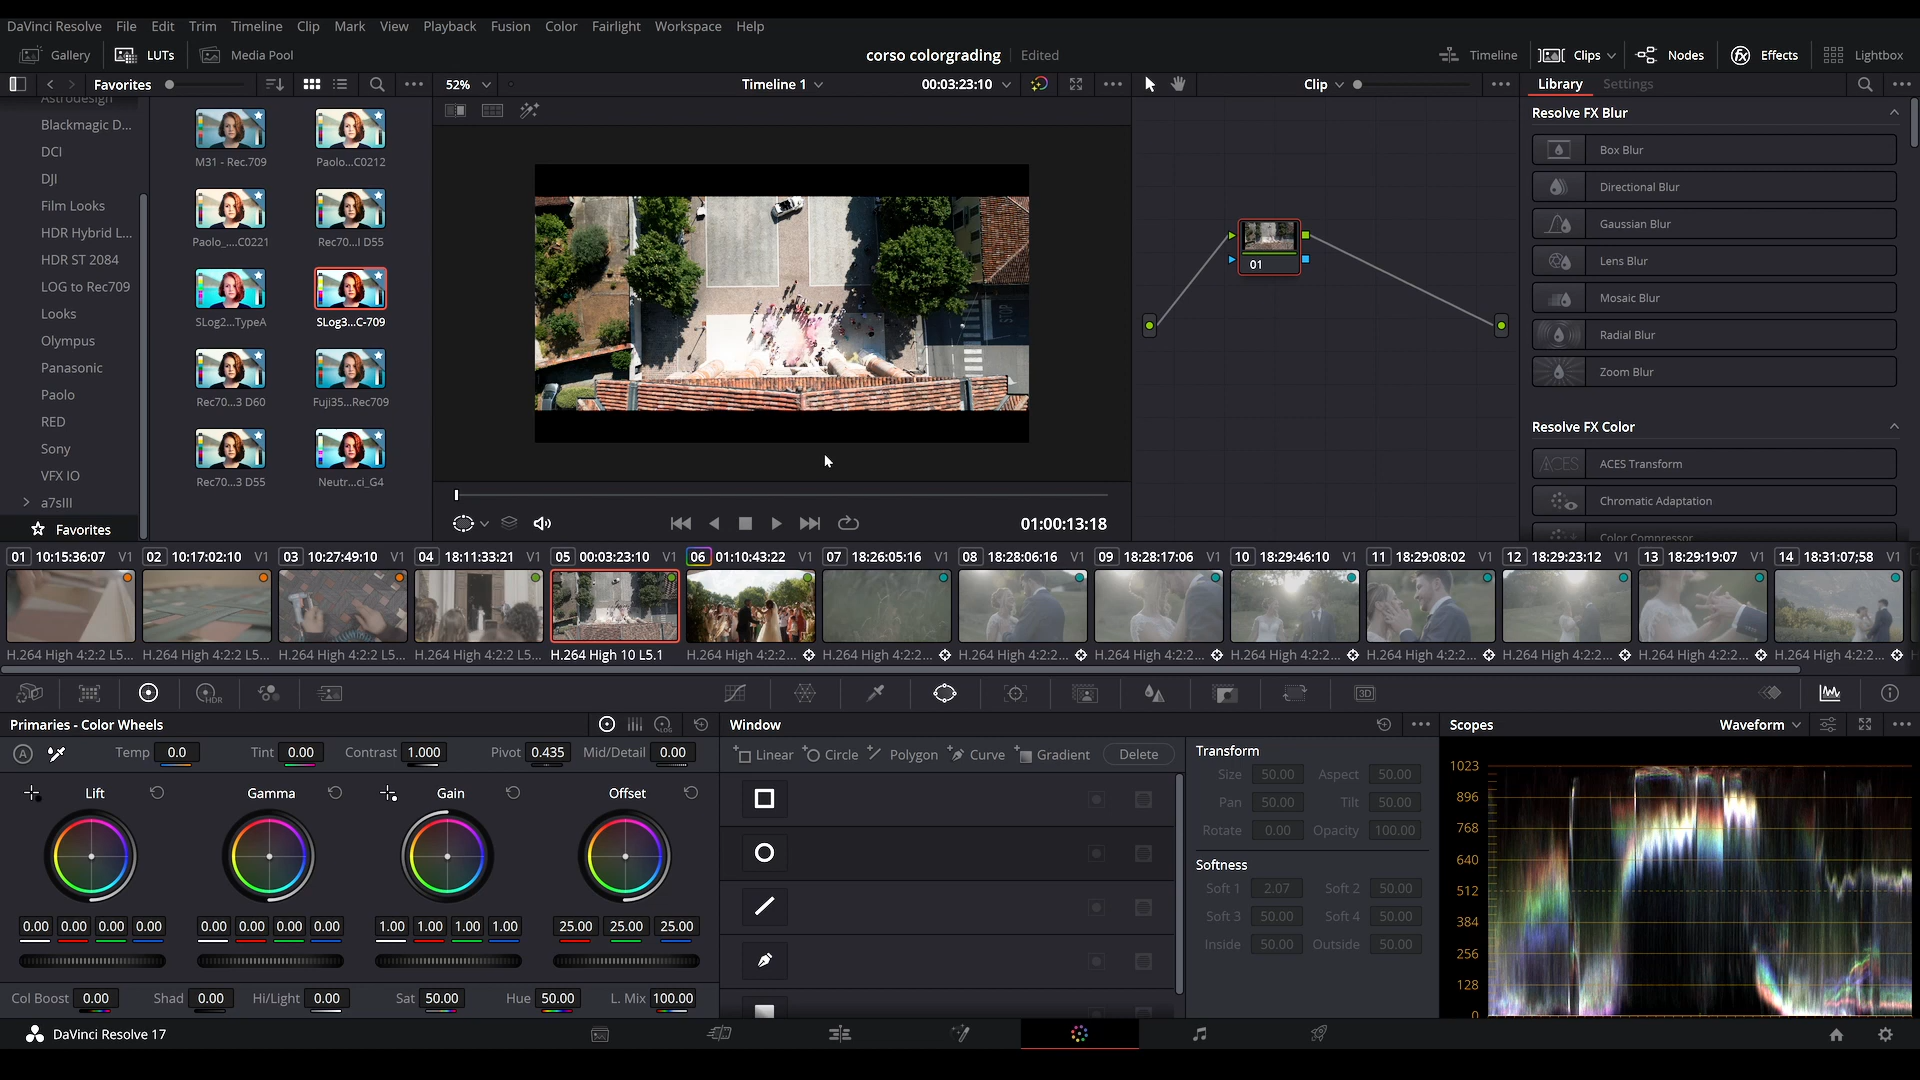 DaVinci Resolve File Edit Trim Timeline Clip Mark View Playback Fusion Color Fairlight Workspace Help
Gallery LUTs Media Pool corso colorgrading Edited Timeline Clips Nodes Effects Lightbox
Favorites 52% Timeline 1 00:03:23:10 Clip Library Settings
Astrodesign
Blackmagic D...
DCI
DJI
Film Looks
HDR Hybrid L...
HDR ST 2084
LOG to Rec709
Looks
Olympus
Panasonic
Paolo
RED
Sony
VFX IO
a7sIII
Favorites
M31 - Rec.709 Paolo...C0212
Paolo_....C0221 Rec70...l D55
SLog2...TypeA SLog3...C-709
Rec70...3 D60 Fuji35...Rec709
Rec70...3 D55 Neutr...ci_G4
STOP
01:00:13:18
01
Resolve FX Blur
Box Blur
Directional Blur
Gaussian Blur
Lens Blur
Mosaic Blur
Radial Blur
Zoom Blur
Resolve FX Color
ACES ACES Transform
Chromatic Adaptation
Color Compressor
01 10:15:36:07 V1 02 10:17:02:10 V1 03 10:27:49:10 V1 04 18:11:33:21 V1 05 00:03:23:10 V1 06 01:10:43:22 V1 07 18:26:05:16 V1 08 18:28:06:16 V1 09 18:28:17:06 V1 10 18:29:46:10 V1 11 18:29:08:02 V1 12 18:29:23:12 V1 13 18:29:19:07 V1 14 18:31:07;58 V1
H.264 High 4:2:2 L5... H.264 High 4:2:2 L5... H.264 High 4:2:2 L5... H.264 High 4:2:2 L5... H.264 High 10 L5.1 H.264 High 4:2:2... H.264 High 4:2:2... H.264 High 4:2:2... H.264 High 4:2:2... H.264 High 4:2:2... H.264 High 4:2:2... H.264 High 4:2:2... H.264 High 4:2:2... H.264 High 4:2:2...
HDR 3D
Primaries - Color Wheels LOG
A Temp 0.0 Tint 0.00 Contrast 1.000 Pivot 0.435 Mid/Detail 0.00
Lift Gamma Gain Offset
0.00 0.00 0.00 0.00 0.00 0.00 0.00 0.00 1.00 1.00 1.00 1.00 25.00 25.00 25.00
Col Boost 0.00 Shad 0.00 Hi/Light 0.00 Sat 50.00 Hue 50.00 L. Mix 100.00
Window
Linear Circle Polygon Curve Gradient Delete
Transform
Size 50.00 Aspect 50.00
Pan 50.00 Tilt 50.00
Rotate 0.00 Opacity 100.00
Softness
Soft 1 2.07 Soft 2 50.00
Soft 3 50.00 Soft 4 50.00
Inside 50.00 Outside 50.00
Scopes Waveform
1023
896
768
640
512
384
256
128
0
DaVinci Resolve 17